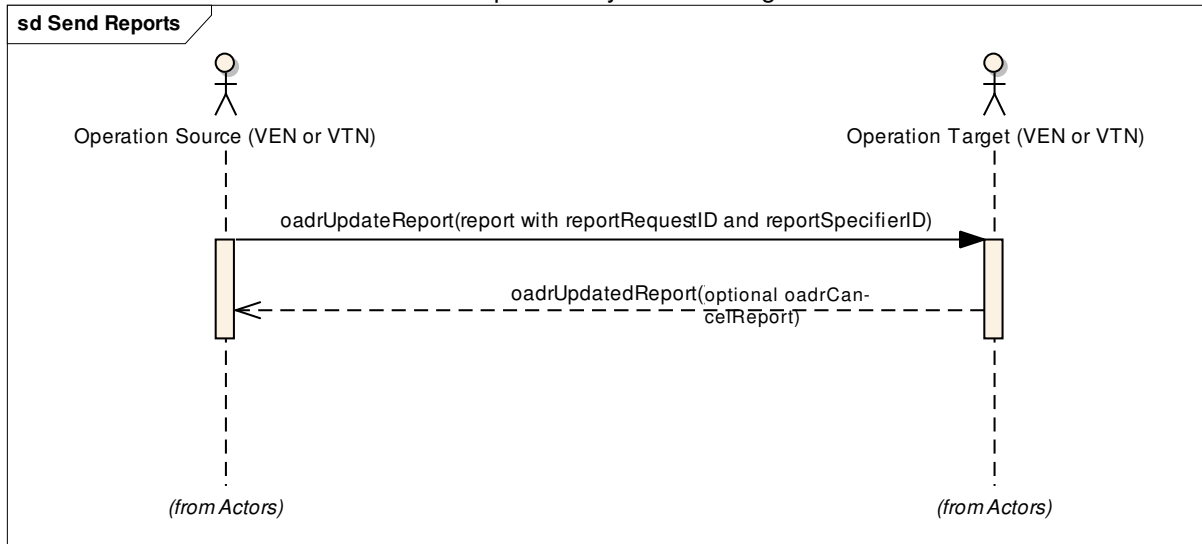 sd Send Reports
Operation Source (VEN or VTN)
Operation Target (VEN or VTN)
oadrUpdateReport(report with reportRequestID and reportSpecifierID)
oadrUpdatedReport(optional oadrCan-
celReport)
(from Actors)
(from Actors)